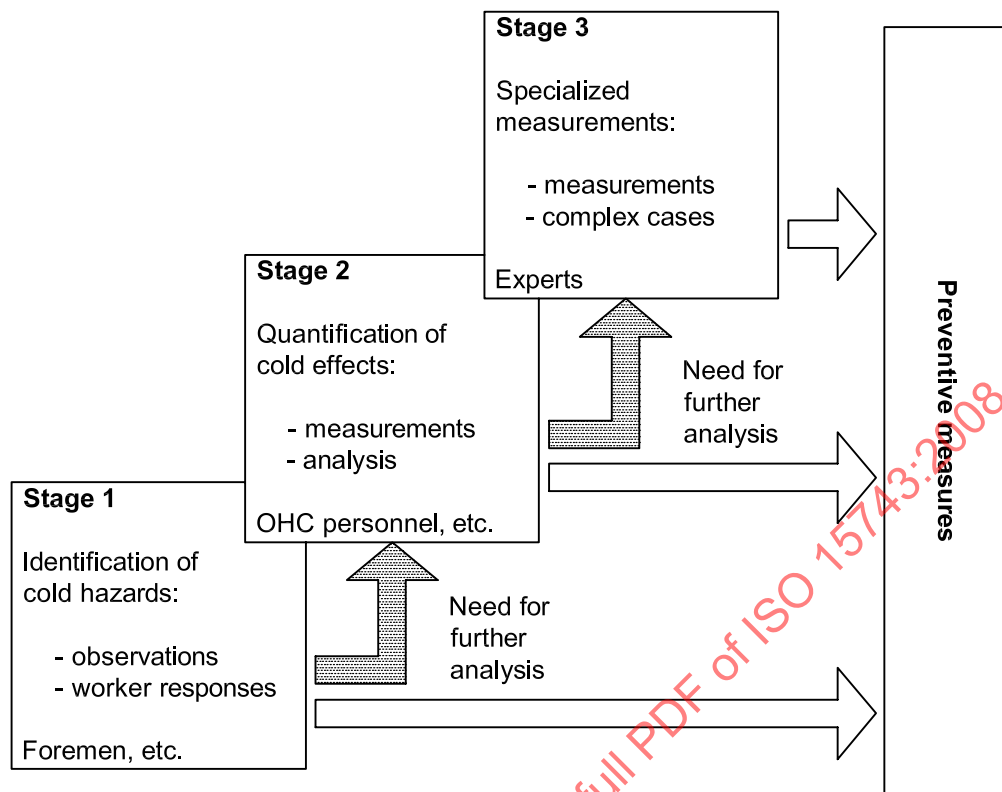 Stage 3
Specialized
measurements:
- measurements
- complex cases
Experts
Stage 2
Quantification of
cold effects:
- measurements
- analysis
OHC personnel, etc.
Stage 1
Identification of
cold hazards:
- observations
- worker responses
Foremen, etc.
Need for
further
analysis
Need for
further
analysis
Preventive measures
full PDF of ISO 15743:2008